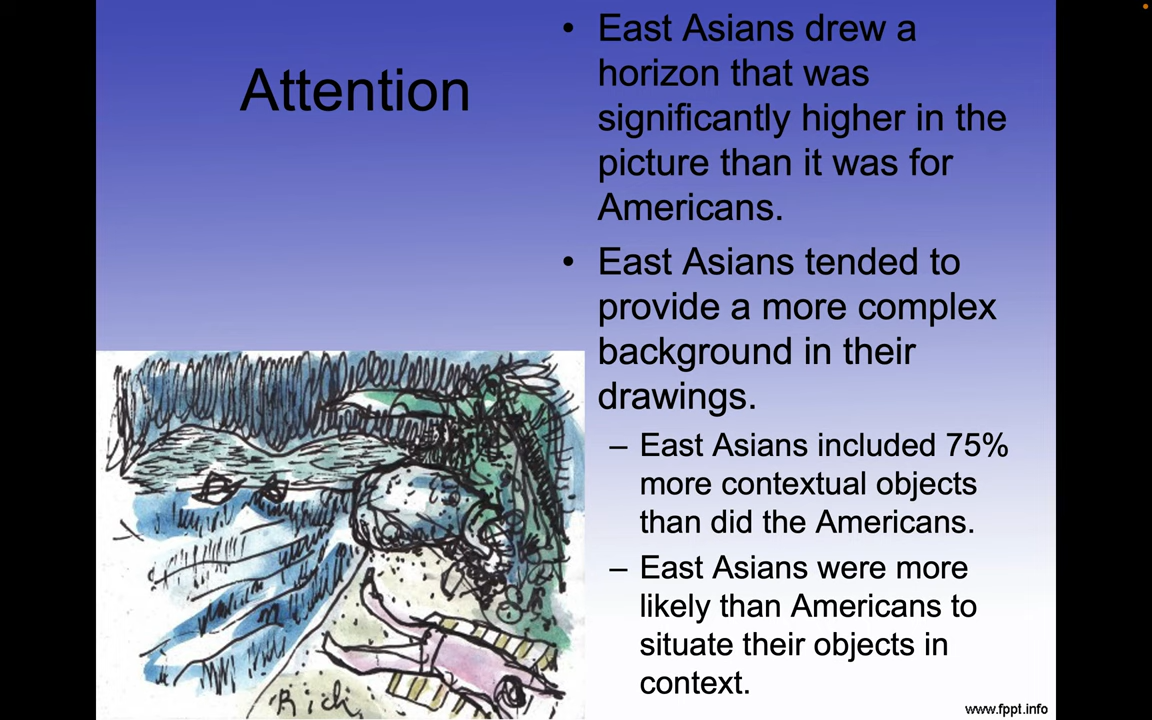 Attention
• East Asians drew a
horizon that was
significantly higher in the
picture than it was for
Americans.
• East Asians tended to
provide a more complex
background in their
drawings.
– East Asians included 75%
more contextual objects
than did the Americans.
– East Asians were more
likely than Americans to
situate their objects in
context.
Rich
www.fppt.info